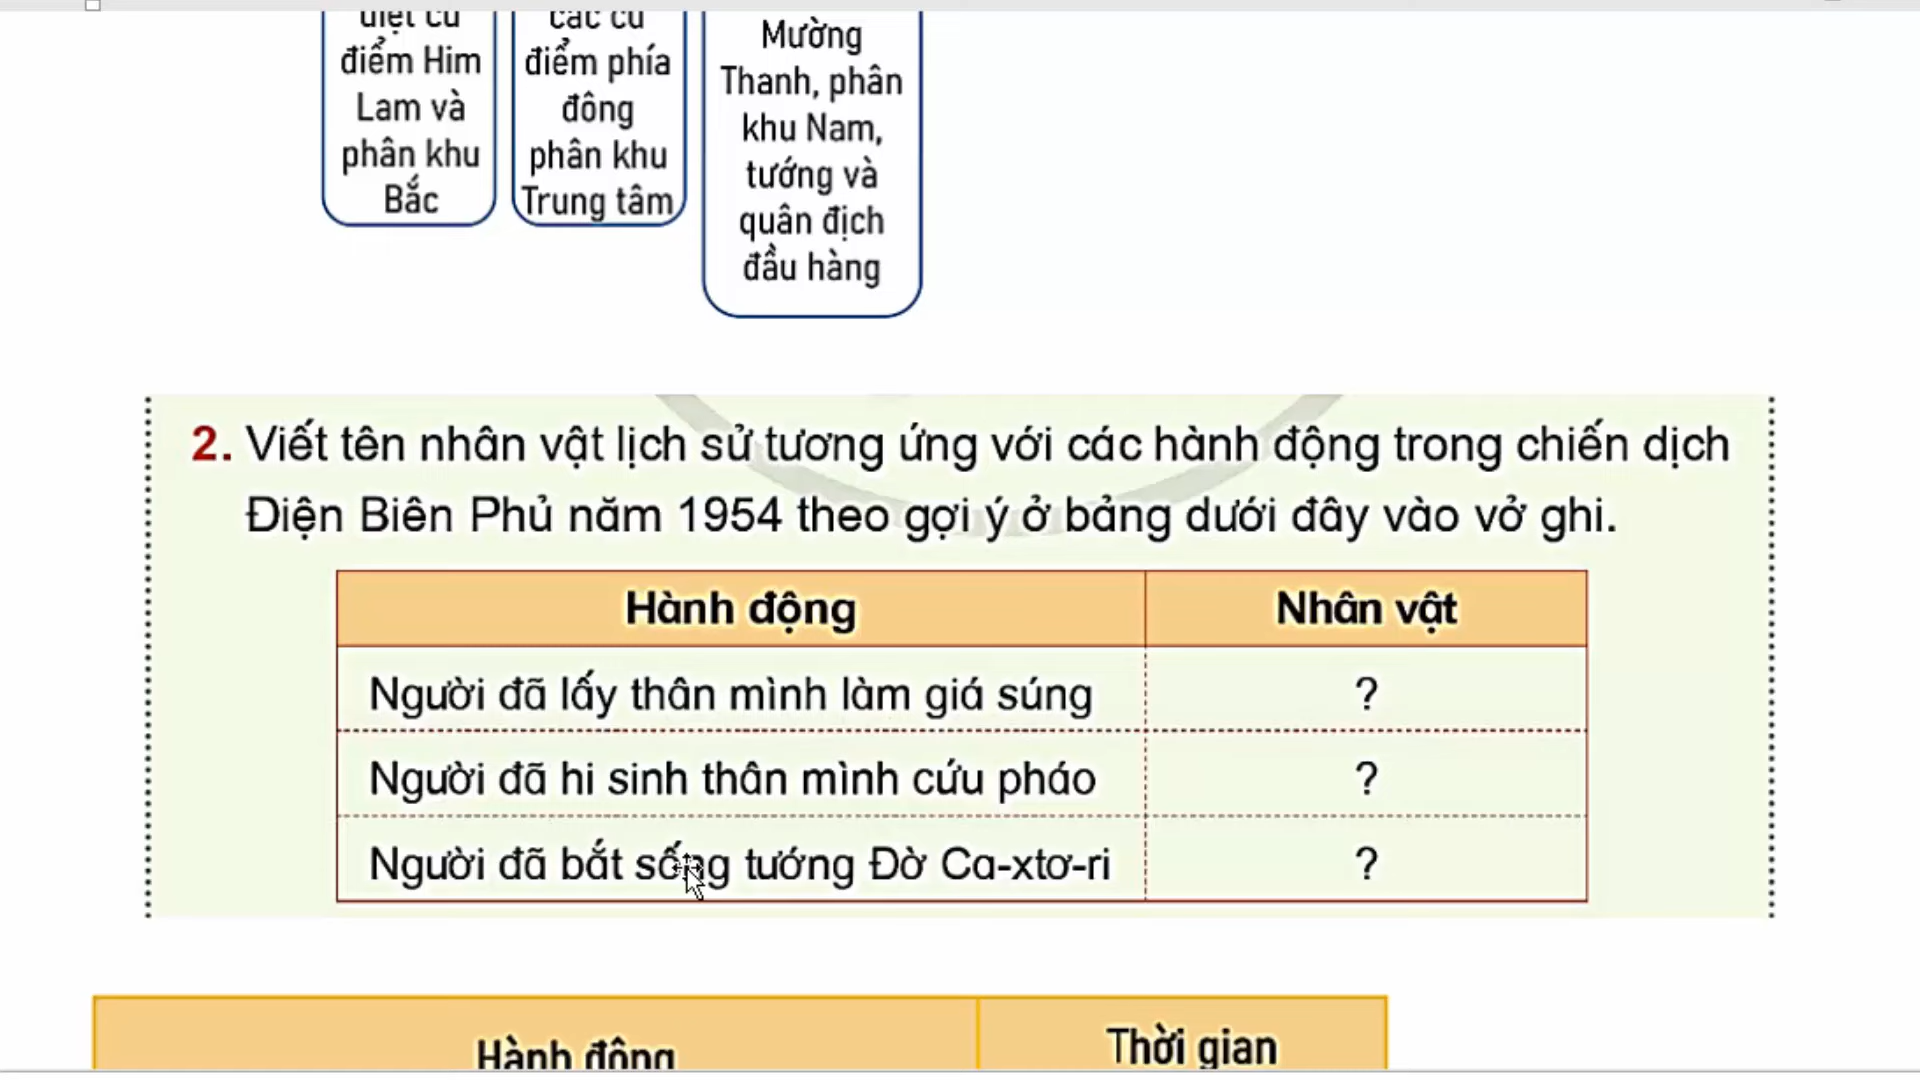 diệt cứ
điểm Him
Lam và
phân khu
Bắc
các cứ
điểm phía
đông
phân khu
Trung tâm
Mường
Thanh, phân
khu Nam,
tướng và
quân địch
đầu hàng
2. Viết tên nhân vật lịch sử tương ứng với các hành động trong chiến dịch
Điện Biên Phủ năm 1954 theo gợi ý ở bảng dưới đây vào vở ghi.
Hành động
Nhân vật
Người đã lấy thân mình làm giá súng
?
Người đã hi sinh thân mình cứu pháo
?
Người đã bắt sống tướng Đờ Ca-xtơ-ri
?
Hành động
Thời gian